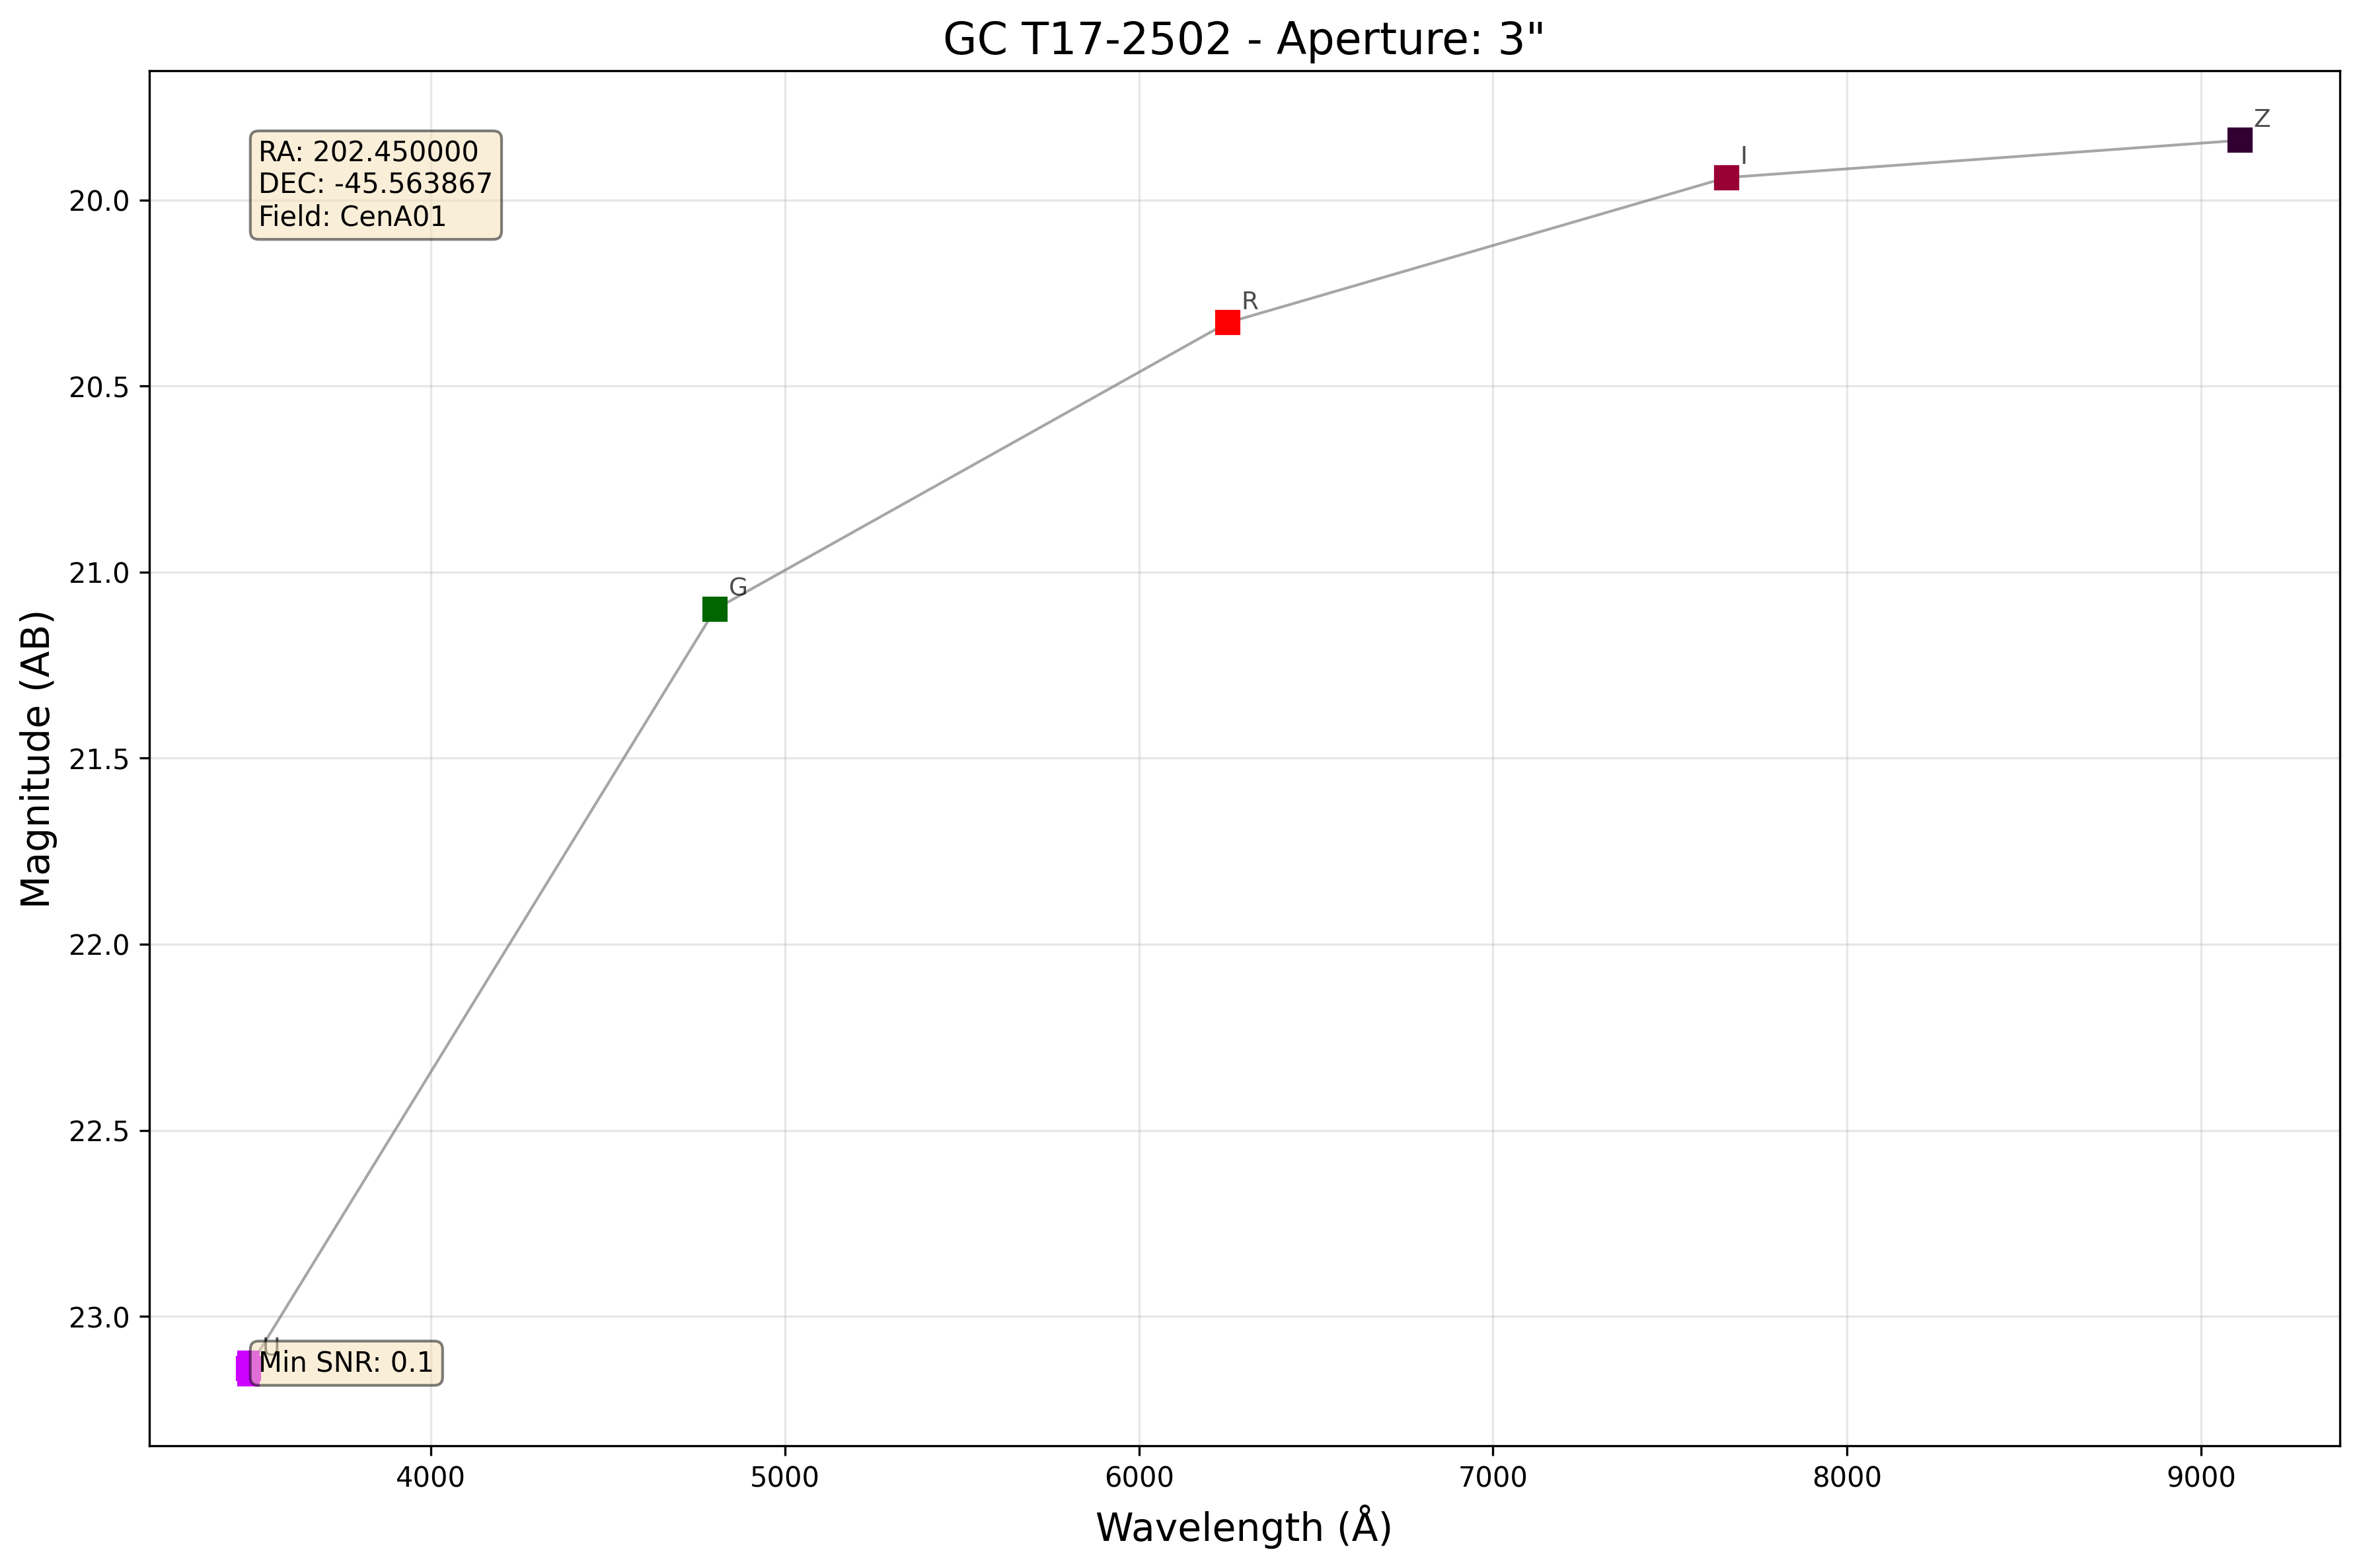 GC T17-2502 - Aperture: 3"
RA: 202.450000
DEC: -45.563867
Field: CenA01
Z
I
R
G
U
Min SNR: 0.1
20.0
20.5
21.0
21.5
22.0
22.5
23.0
Magnitude (AB)
4000 5000 6000 7000 8000 9000
Wavelength (Å)